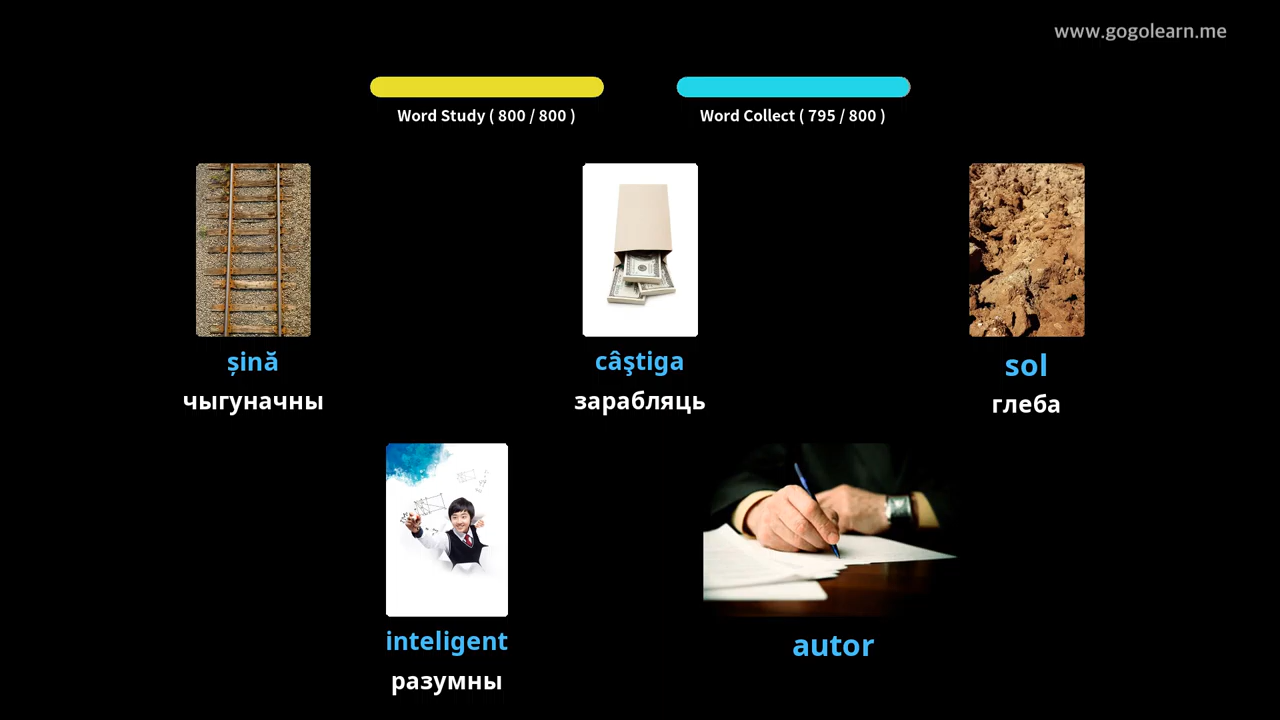 www.gogolearn.me
Word Study ( 800 / 800 )
Word Collect ( 795 / 800 )
șină
câştiga
sol
чыгуначны
зарабляць
глеба
inteligent
autor
разумны